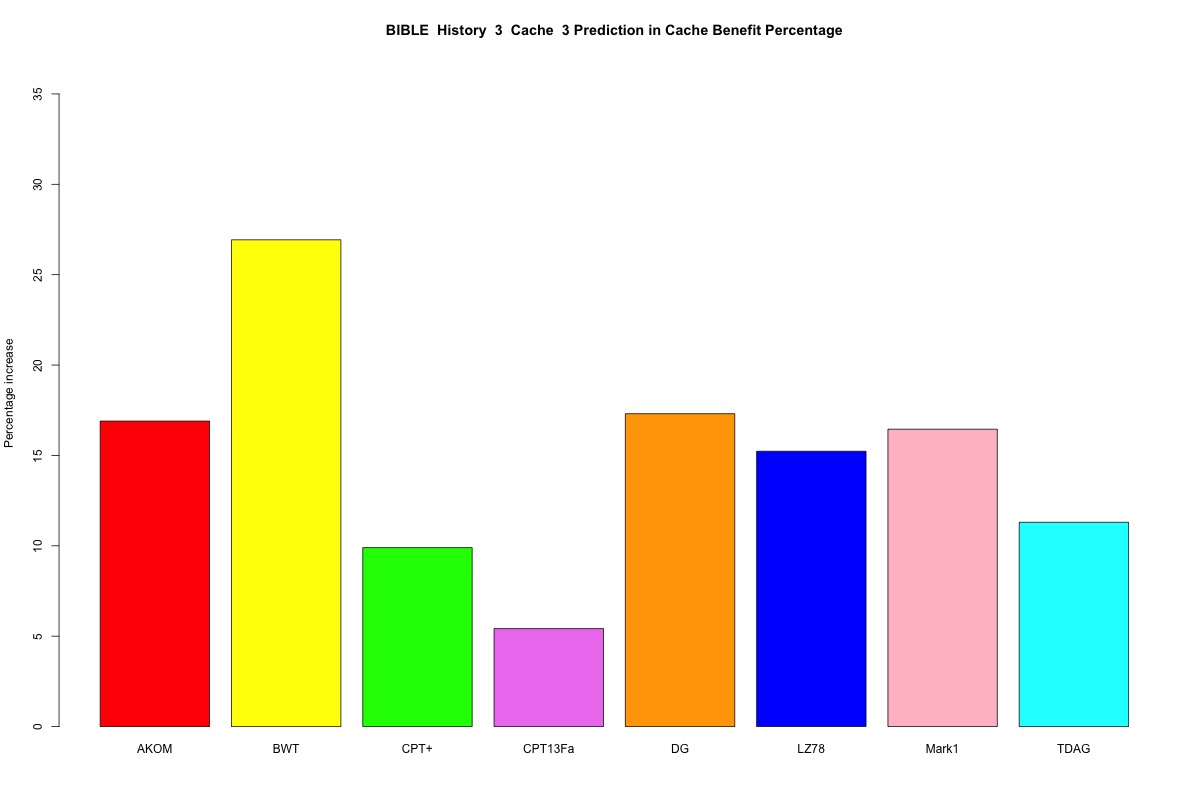 BIBLE  History  3  Cache  3 Prediction in Cache Benefit Percentage
Percentage increase
35
30
25
20
15
10
5
0
AKOM BWT CPT+ CPT13Fa DG LZ78 Mark1 TDAG